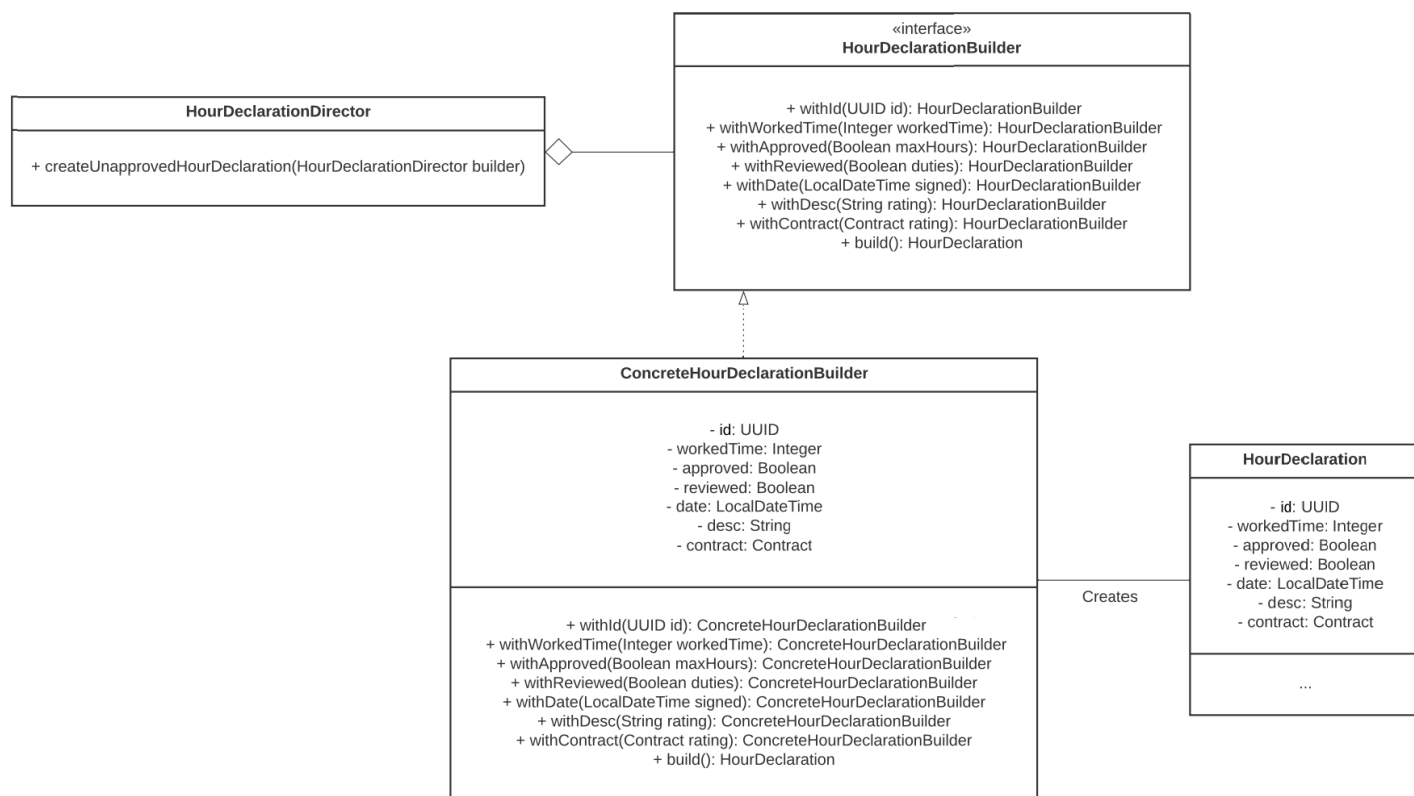 «interface»
HourDeclarationBuilder
+ withId(UUID id): HourDeclarationBuilder
+ withWorkedTime(Integer workedTime): HourDeclarationBuilder
+ withApproved(Boolean maxHours): HourDeclarationBuilder
+ withReviewed(Boolean duties): HourDeclarationBuilder
+ withDate(LocalDateTime signed): HourDeclarationBuilder
+ withDesc(String rating): HourDeclarationBuilder
+ withContract(Contract rating): HourDeclarationBuilder
+ build(): HourDeclaration
HourDeclarationDirector
+ createUnapprovedHourDeclaration(HourDeclarationDirector builder)
ConcreteHourDeclarationBuilder
- id: UUID
- workedTime: Integer
- approved: Boolean
- reviewed: Boolean
- date: LocalDateTime
- desc: String
- contract: Contract
+ withId(UUID id): ConcreteHourDeclarationBuilder
+ withWorkedTime(Integer workedTime): ConcreteHourDeclarationBuilder
+ withApproved(Boolean maxHours): ConcreteHourDeclarationBuilder
+ withReviewed(Boolean duties): ConcreteHourDeclarationBuilder
+ withDate(LocalDateTime signed): ConcreteHourDeclarationBuilder
+ withDesc(String rating): ConcreteHourDeclarationBuilder
+ withContract(Contract rating): ConcreteHourDeclarationBuilder
+ build(): HourDeclaration
Creates
HourDeclaration
- id: UUID
- workedTime: Integer
- approved: Boolean
- reviewed: Boolean
- date: LocalDateTime
- desc: String
- contract: Contract
...